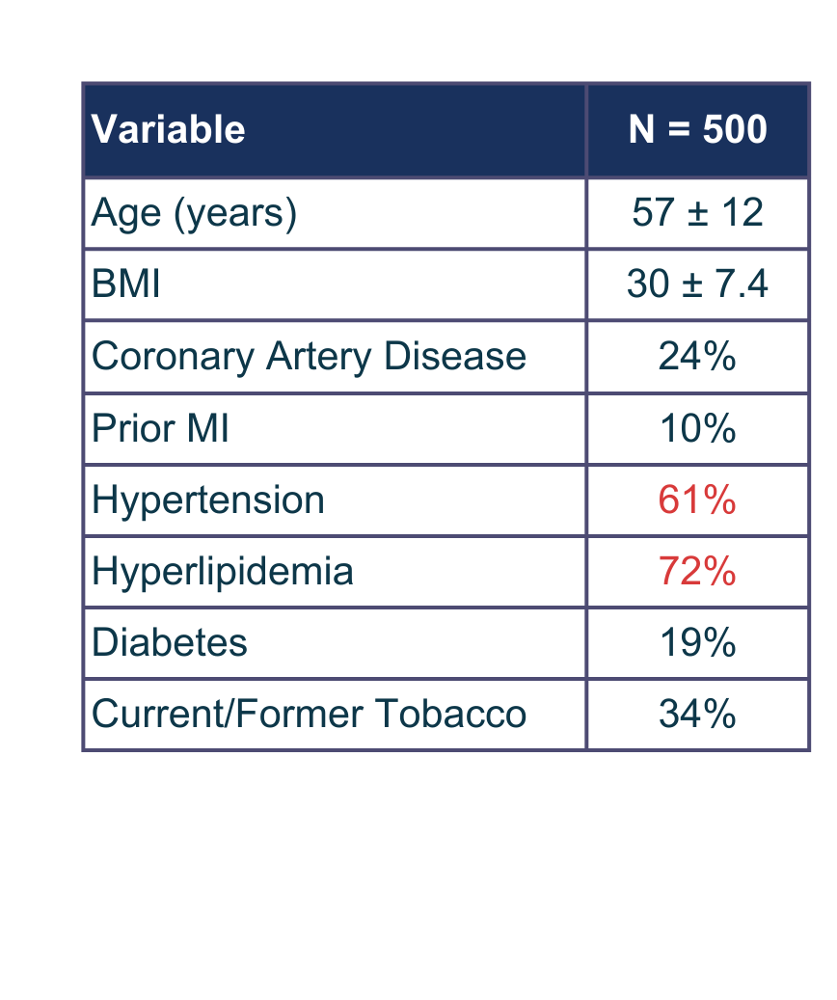 Variable N = 500
Age (years) 57 ± 12
BMI 30 ± 7.4
Coronary Artery Disease 24%
Prior MI 10%
Hypertension 61%
Hyperlipidemia 72%
Diabetes 19%
Current/Former Tobacco 34%